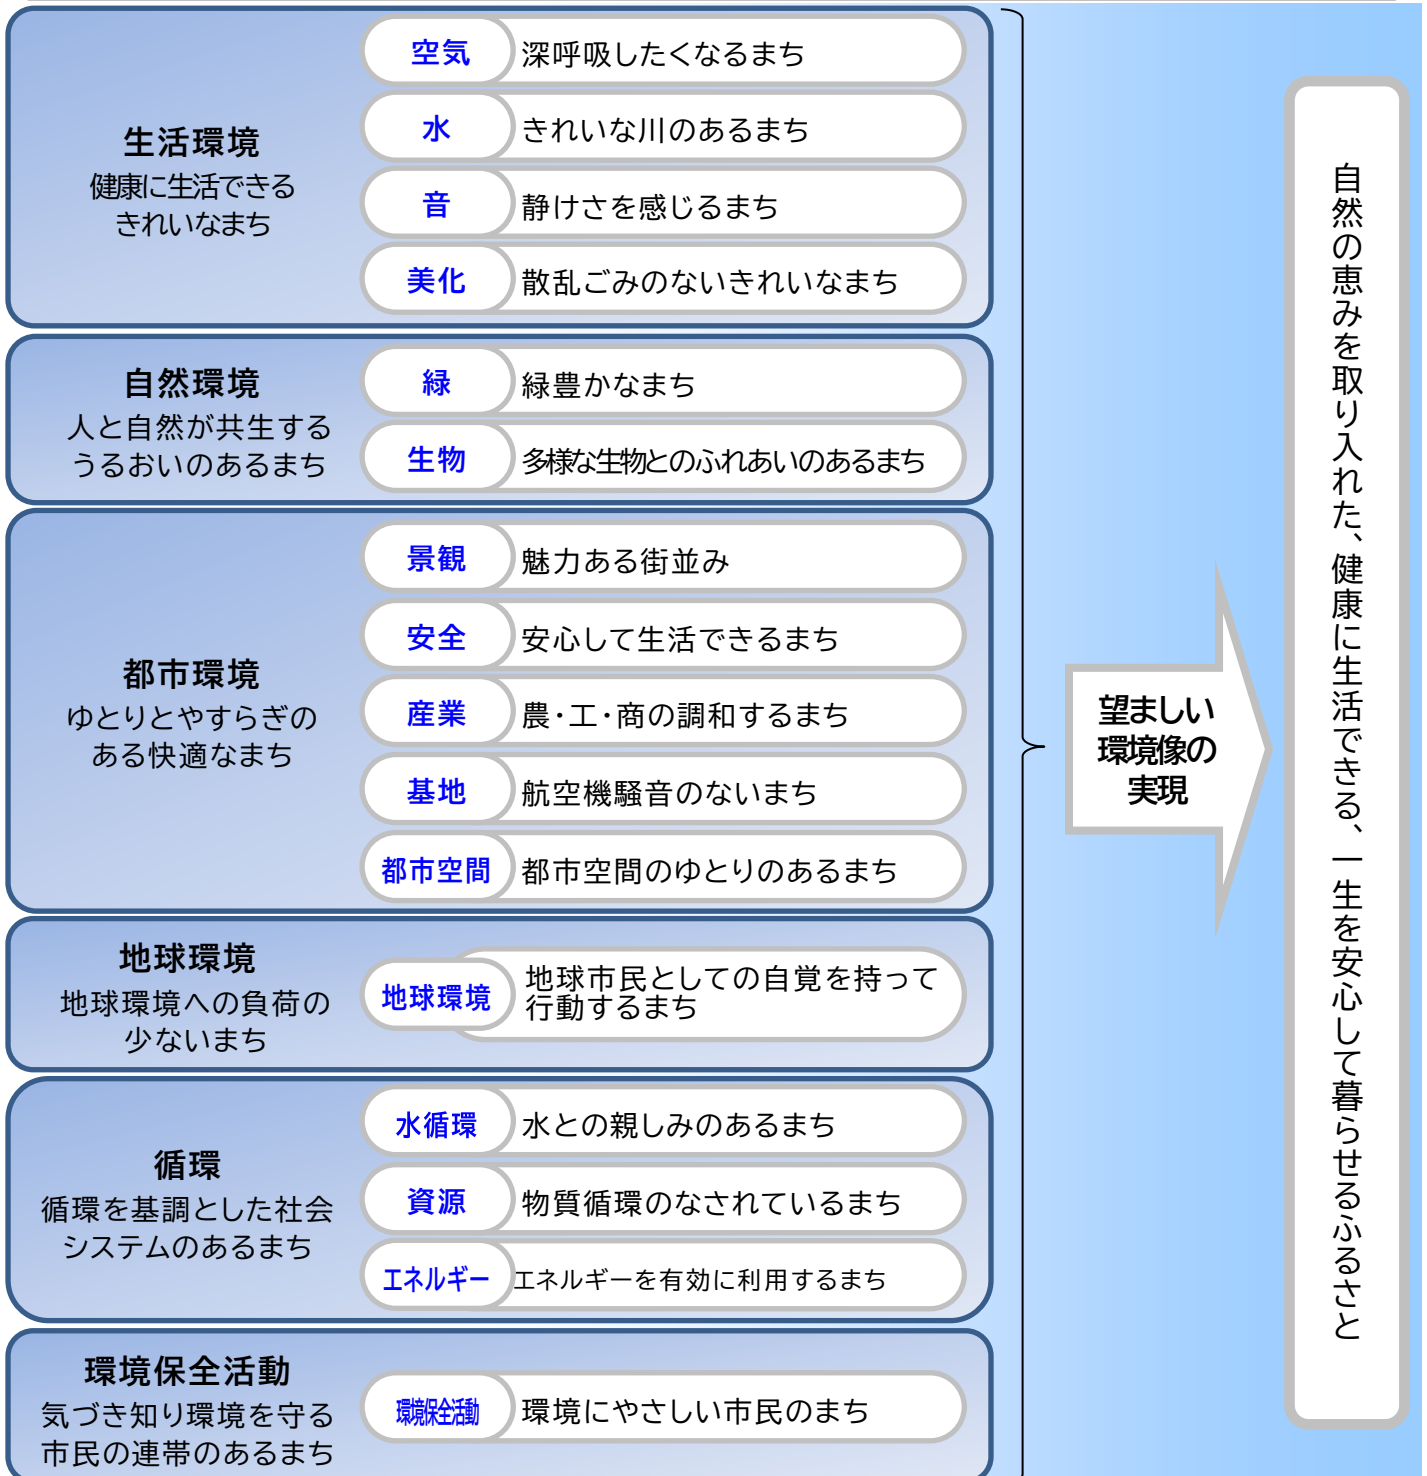 生活環境
健康に生活できる
きれいなまち
空気
深呼吸したくなるまち
水
きれいな川のあるまち
音
静けさを感じるまち
美化
散乱ごみのないきれいなまち
自然環境
人と自然が共生する
うるおいのあるまち
緑
緑豊かなまち
生物
多様な生物とのふれあいのあるまち
都市環境
ゆとりとやすらぎの
ある快適なまち
景観
魅力ある街並み
安全
安心して生活できるまち
産業
農・工・商の調和するまち
基地
航空機騒音のないまち
都市空間
都市空間のゆとりのあるまち
地球環境
地球環境への負荷の
少ないまち
地球環境
地球市民としての自覚を持って
行動するまち
循環
循環を基調とした社会
システムのあるまち
水循環
水との親しみのあるまち
資源
物質循環のなされているまち
エネルギー
エネルギーを有効に利用するまち
環境保全活動
気づき知り環境を守る
市民の連帯のあるまち
環境保全活動
環境にやさしい市民のまち
望ましい
環境像の
実現
自然の恵みを取り入れた、健康に生活できる、一生を安心して暮らせるふるさと